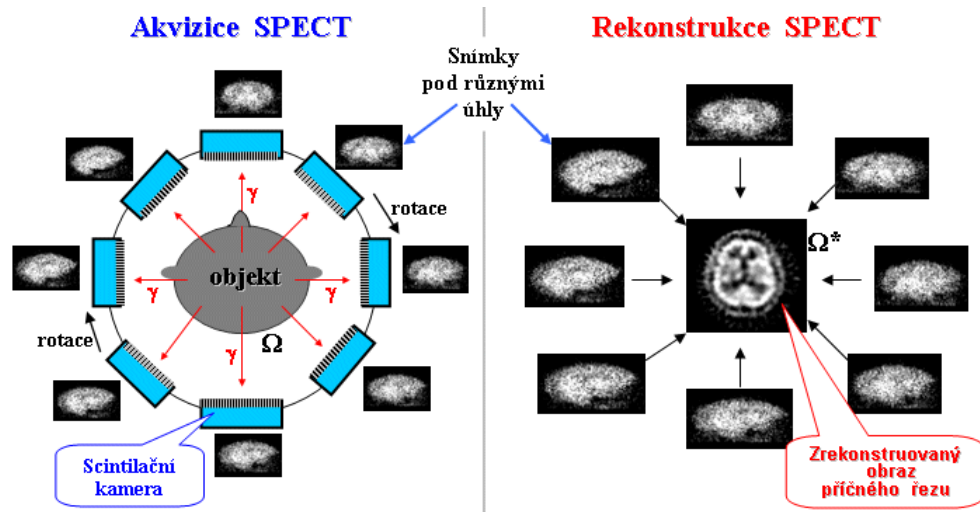 Akvizice SPECT
Snímky
pod různými
úhly
γ
rotace
objekt
γ
γ
rotace
γ
Ω
Scintilační
kamera
Rekonstrukce SPECT
Ω*
Zrekonstruovaný
obraz
příčného řezu